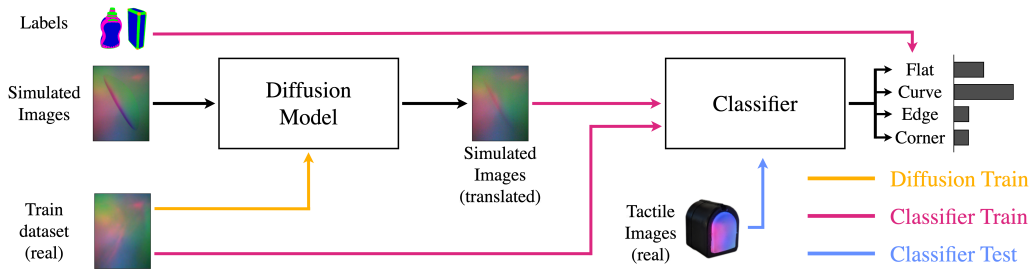 Labels
Simulated
Images
Diffusion
Model
Simulated
Images
(translated)
Classifier
Flat
Curve
Edge
Corner
Train
dataset
(real)
Tactile
Images
(real)
Diffusion Train
Classifier Train
Classifier Test